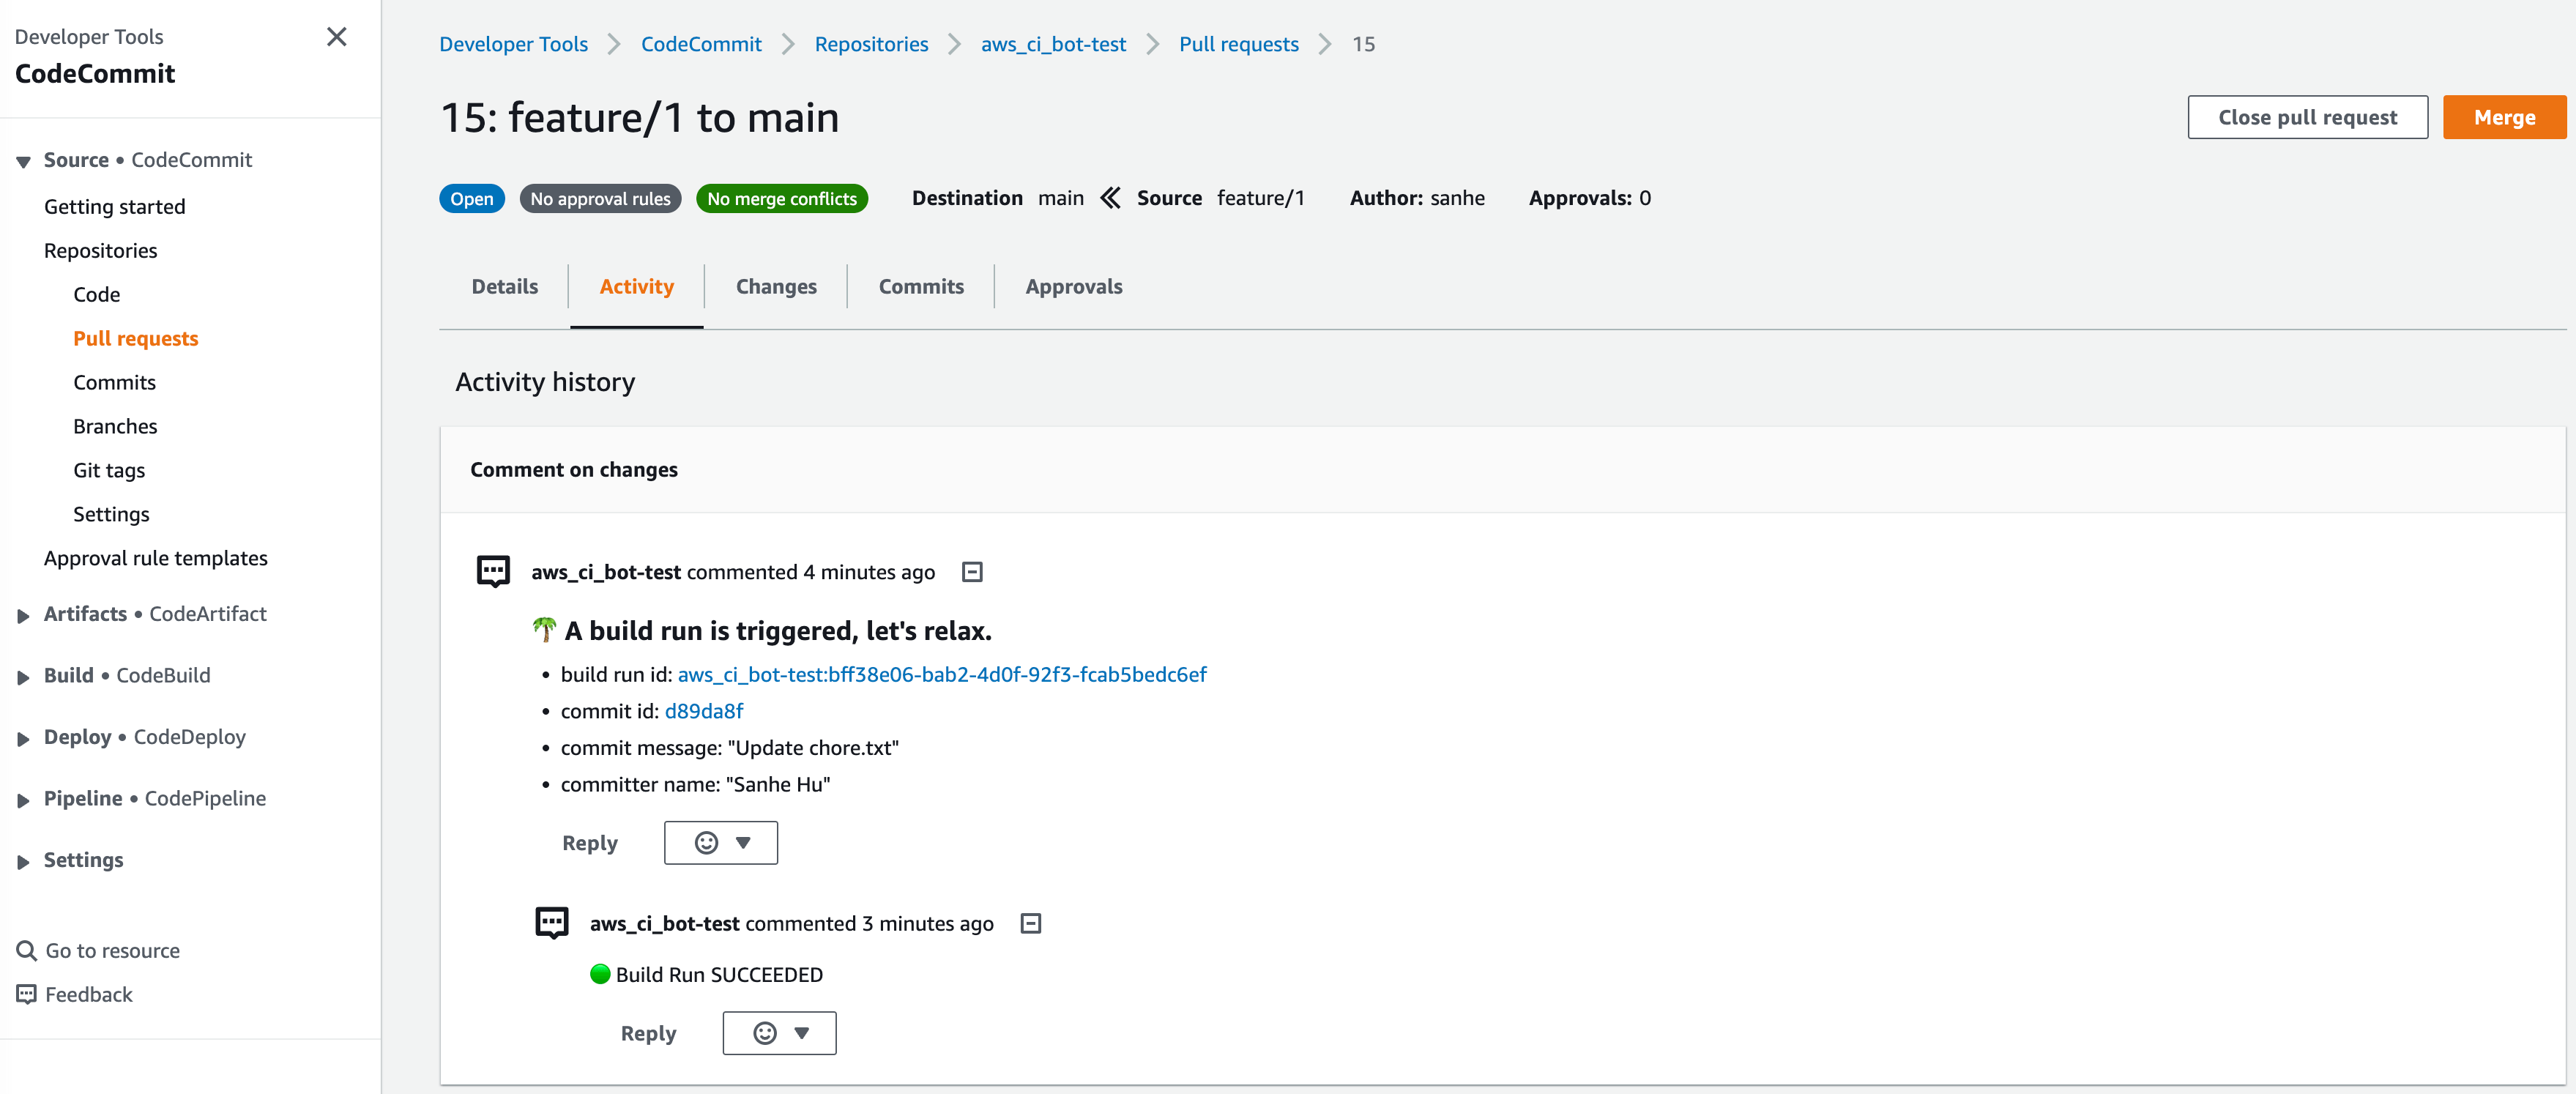 Developer Tools
CodeCommit
Source • CodeCommit
Getting started
Repositories
Code
Pull requests
Commits
Branches
Git tags
Settings
Approval rule templates
Artifacts • CodeArtifact
Build • CodeBuild
Deploy • CodeDeploy
Pipeline • CodePipeline
Settings
Go to resource
Feedback
Developer Tools > CodeCommit > Repositories > aws_ci_bot-test > Pull requests > 15
15: feature/1 to main
Close pull request
Merge
Open No approval rules No merge conflicts Destination main Source feature/1 Author: sanhe Approvals: 0
Details Activity Changes Commits Approvals
Activity history
Comment on changes
aws_ci_bot-test commented 4 minutes ago
🌴 A build run is triggered, let's relax.
• build run id: aws_ci_bot-test:bff38e06-bab2-4d0f-92f3-fcab5bedc6ef
• commit id: d89da8f
• commit message: "Update chore.txt"
• committer name: "Sanhe Hu"
Reply
aws_ci_bot-test commented 3 minutes ago
🟢 Build Run SUCCEEDED
Reply